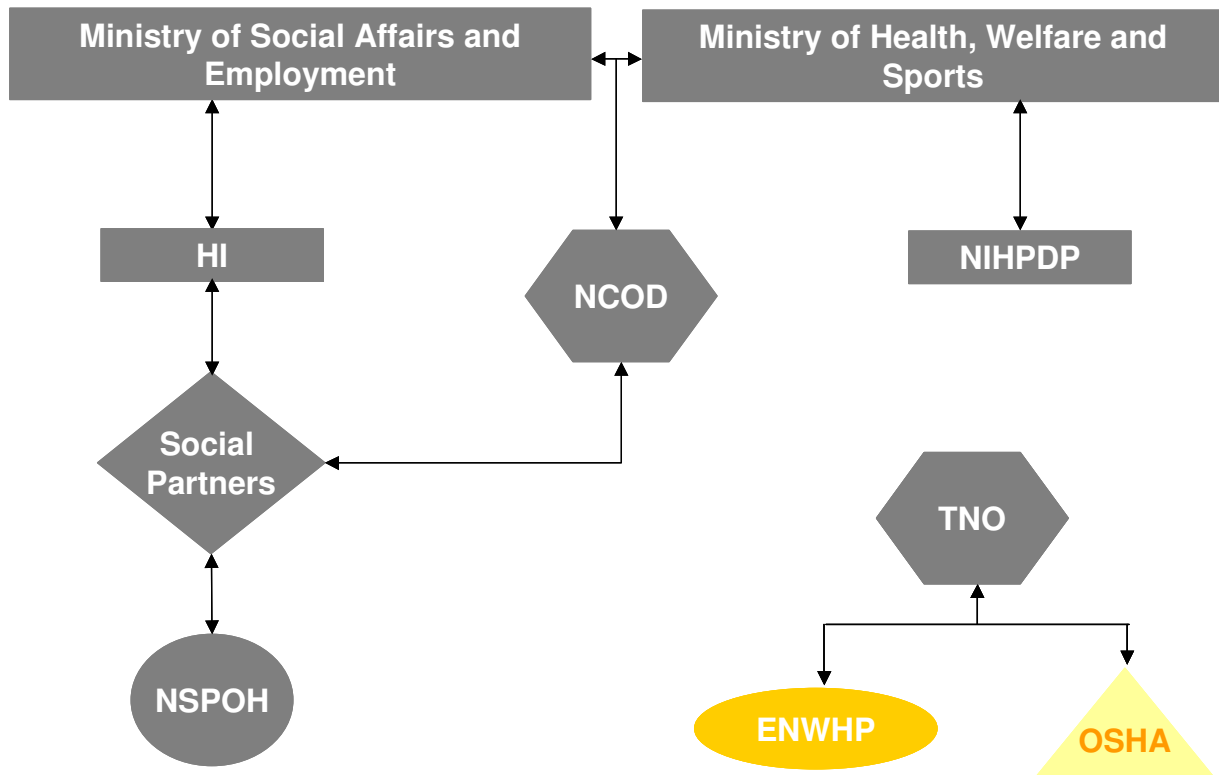 Ministry of Social Affairs and
Employment
Ministry of Health, Welfare and
Sports
HI
NCOD
NIHPDP
Social
Partners
TNO
NSPOH
ENWHP
OSHA